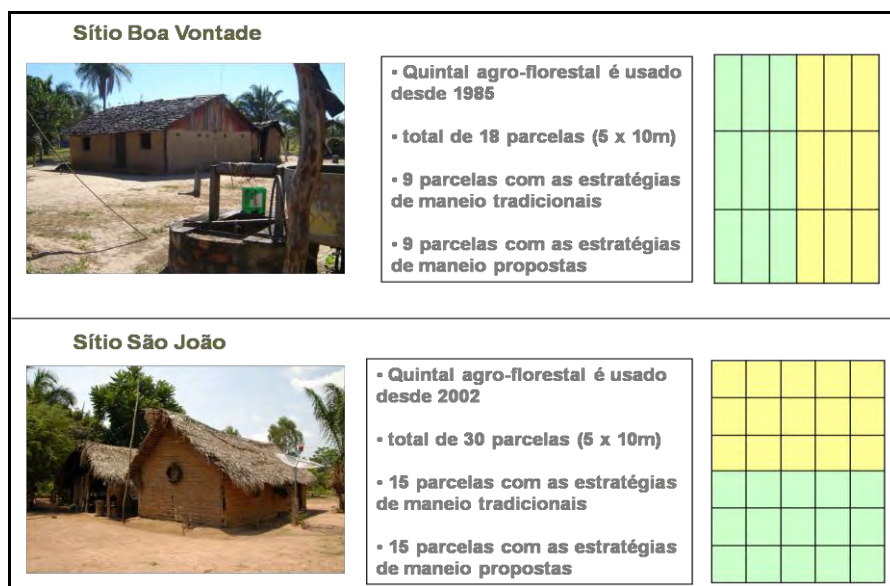 Sítio Boa Vontade
• Quintal agro-florestal é usado
desde 1985
• total de 18 parcelas (5 x 10m)
• 9 parcelas com as estratégias
de maneio tradicionais
• 9 parcelas com as estratégias
de maneio propostas
Sítio São João
• Quintal agro-florestal é usado
desde 2002
• total de 30 parcelas (5 x 10m)
• 15 parcelas com as estratégias
de maneio tradicionais
• 15 parcelas com as estratégias
de maneio propostas